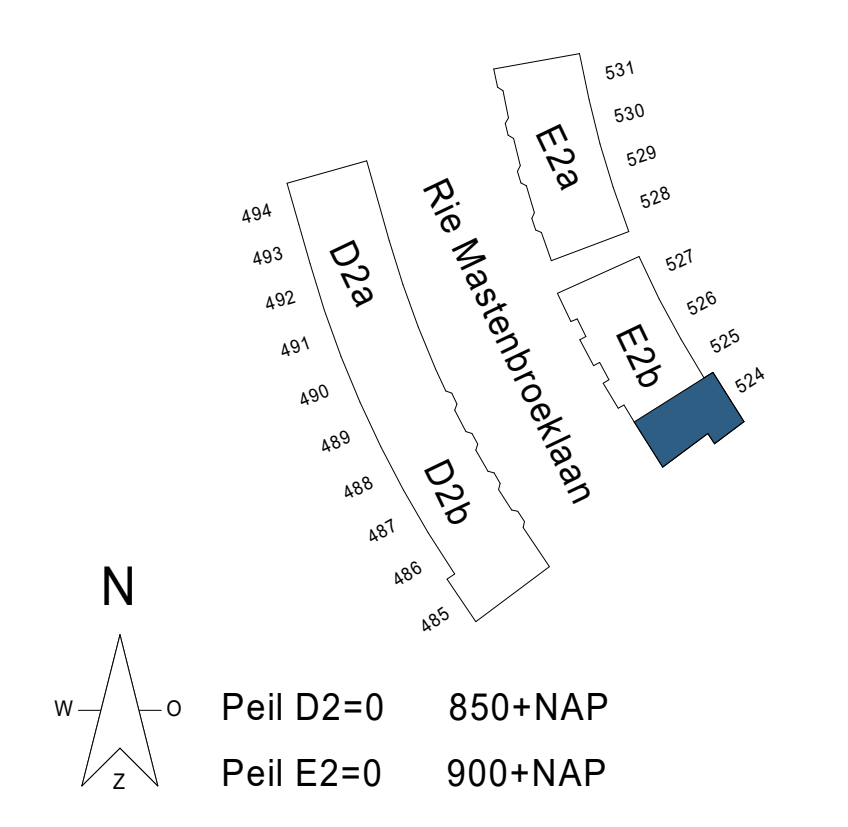 531
530
529
528
E2a
Rie Mastenbroeklaan
494
493
492
491
490
489
488
487
486
485
D2a
D2b
527
526
525
524
E2b
N
W
O
Z
Peil D2=0 850+NAP
Peil E2=0 900+NAP